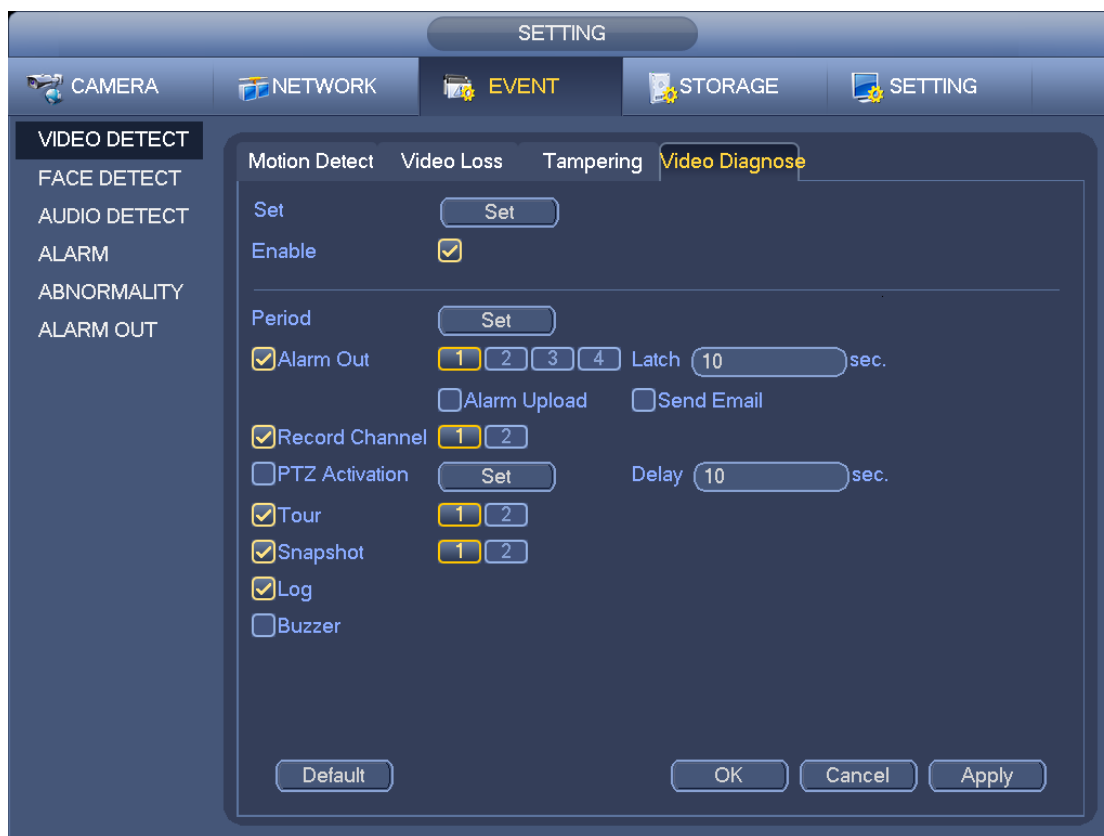 SETTING
CAMERA NETWORK EVENT STORAGE SETTING
VIDEO DETECT
FACE DETECT
AUDIO DETECT
ALARM
ABNORMALITY
ALARM OUT
Motion Detect Video Loss Tampering Video Diagnose
Set Set
Enable
Period Set
Alarm Out 1 2 3 4 Latch 10 sec.
Alarm Upload Send Email
Record Channel 1 2
PTZ Activation Set Delay 10 sec.
Tour 1 2
Snapshot 1 2
Log
Buzzer
Default OK Cancel Apply